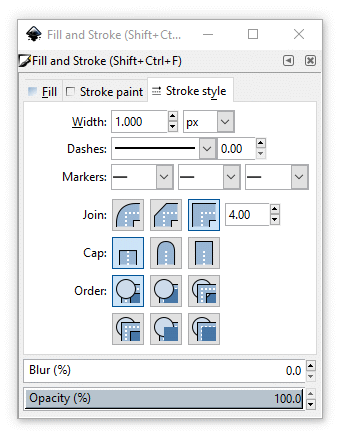 Fill and Stroke (Shift+Ct...
Fill and Stroke (Shift+Ctrl+F)
Fill Stroke paint Stroke style
Width: 1.000 px
Dashes: 0.00
Markers:
Join: 4.00
Cap:
Order:
Blur (%) 0.0
Opacity (%) 100.0